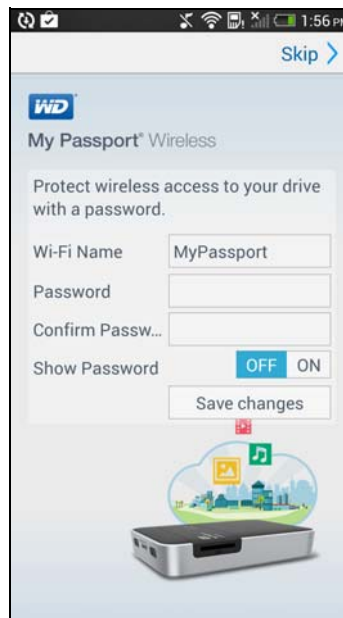 1:56 PM
Skip
WD
My Passport® Wireless
Protect wireless access to your drive
with a password.
Wi-Fi Name
MyPassport
Password
Confirm Passw...
Show Password
OFF ON
Save changes